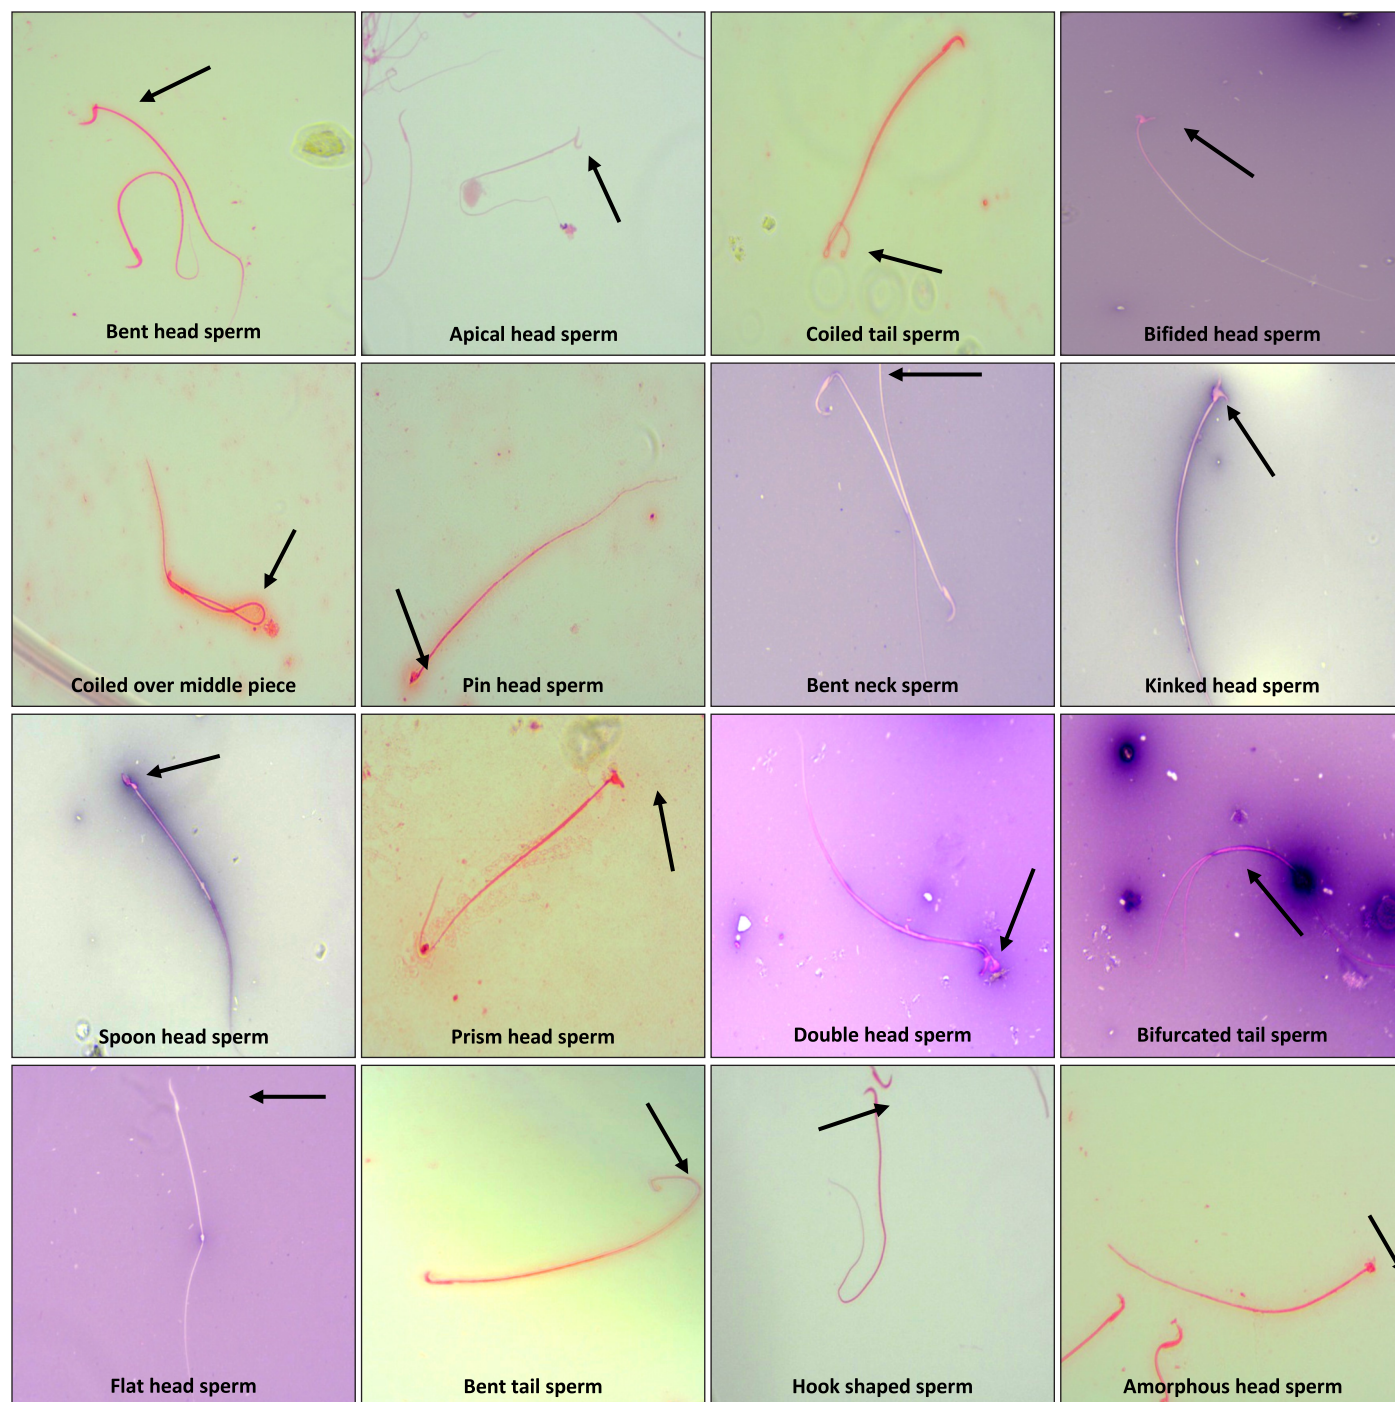 Bent head sperm
Apical head sperm
Coiled tail sperm
Bifided head sperm
Coiled over middle piece
Pin head sperm
Bent neck sperm
Kinked head sperm
Spoon head sperm
Prism head sperm
Double head sperm
Bifurcated tail sperm
Flat head sperm
Bent tail sperm
Hook shaped sperm
Amorphous head sperm